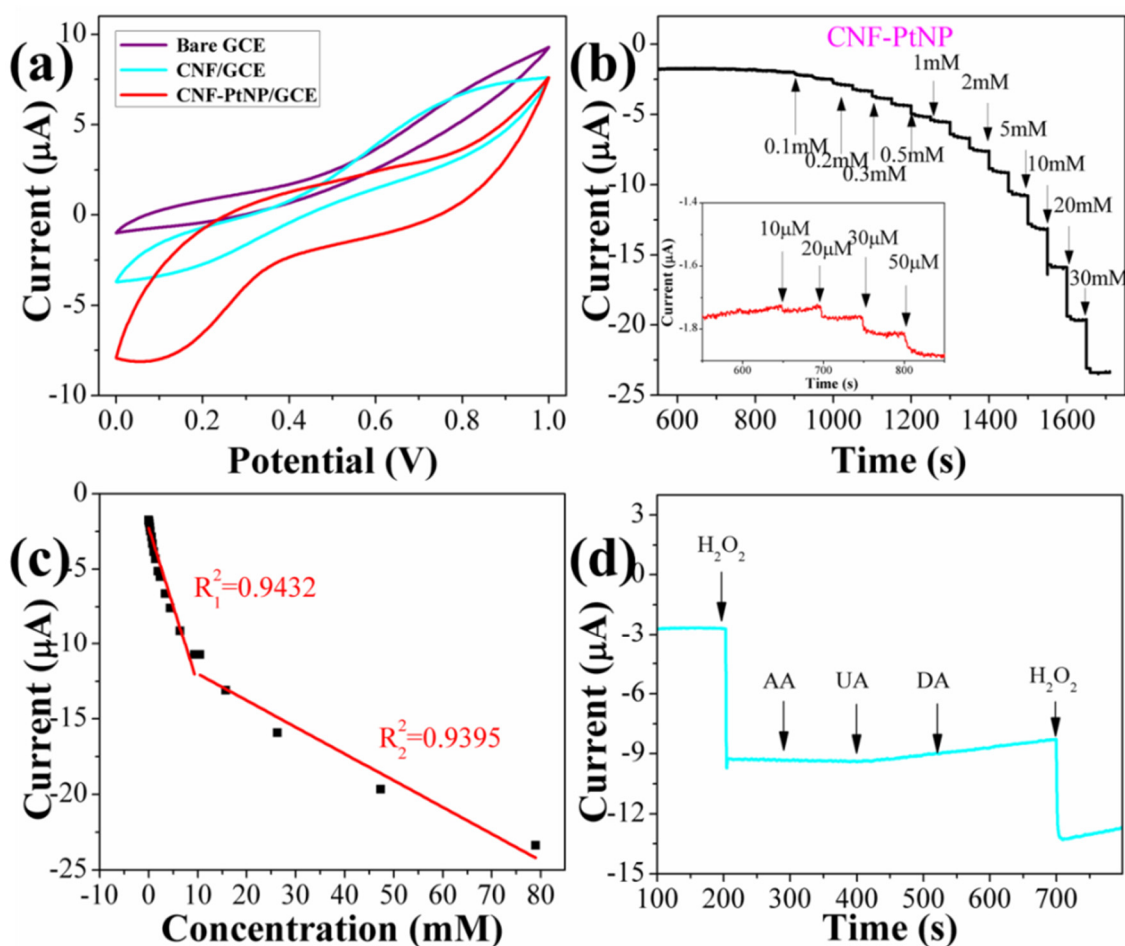 (a)
Bare GCE
CNF/GCE
CNF-PtNP/GCE
Current (μA)
10
5
0
-5
-10
0.0 0.2 0.4 0.6 0.8 1.0
Potential (V)
(b)
CNF-PtNP
Current (μA)
0
-5
-10
-15
-20
-25
0.1mM
0.2mM
0.3mM
0.5mM
1mM
2mM
5mM
10mM
20mM
30mM
Current (μA)
-1.4
-1.6
-1.8
10μM
20μM
30μM
50μM
600 700 800
Time (s)
600 800 1000 1200 1400 1600
Time (s)
(c)
Current (μA)
0
-5
-10
-15
-20
-25
R₁²=0.9432
R₂²=0.9395
-10 0 10 20 30 40 50 60 70 80
Concentration (mM)
(d)
Current (μA)
3
0
-3
-6
-9
-12
-15
H₂O₂
AA
UA
DA
H₂O₂
100 200 300 400 500 600 700
Time (s)